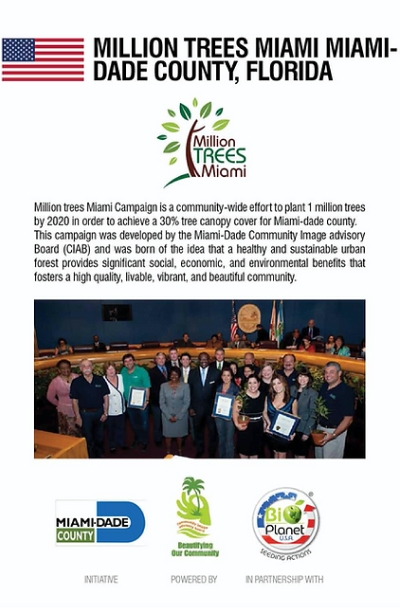 MILLION TREES MIAMI MIAMI-
DADE COUNTY, FLORIDA
Million
TREES
Miami
Million trees Miami Campaign is a community-wide effort to plant 1 million trees
by 2020 in order to achieve a 30% tree canopy cover for Miami-dade county.
This campaign was developed by the Miami-Dade Community Image advisory
Board (CIAB) and was born of the idea that a healthy and sustainable urban
forest provides significant social, economic, and environmental benefits that
fosters a high quality, livable, vibrant, and beautiful community.
MIAMI-DADE
COUNTY
Beautifying
Our Community
BiO
Planet
U.S.A
SEEDING ACTIONS
®
INITIATIVE
POWERED BY
IN PARTNERSHIP WITH